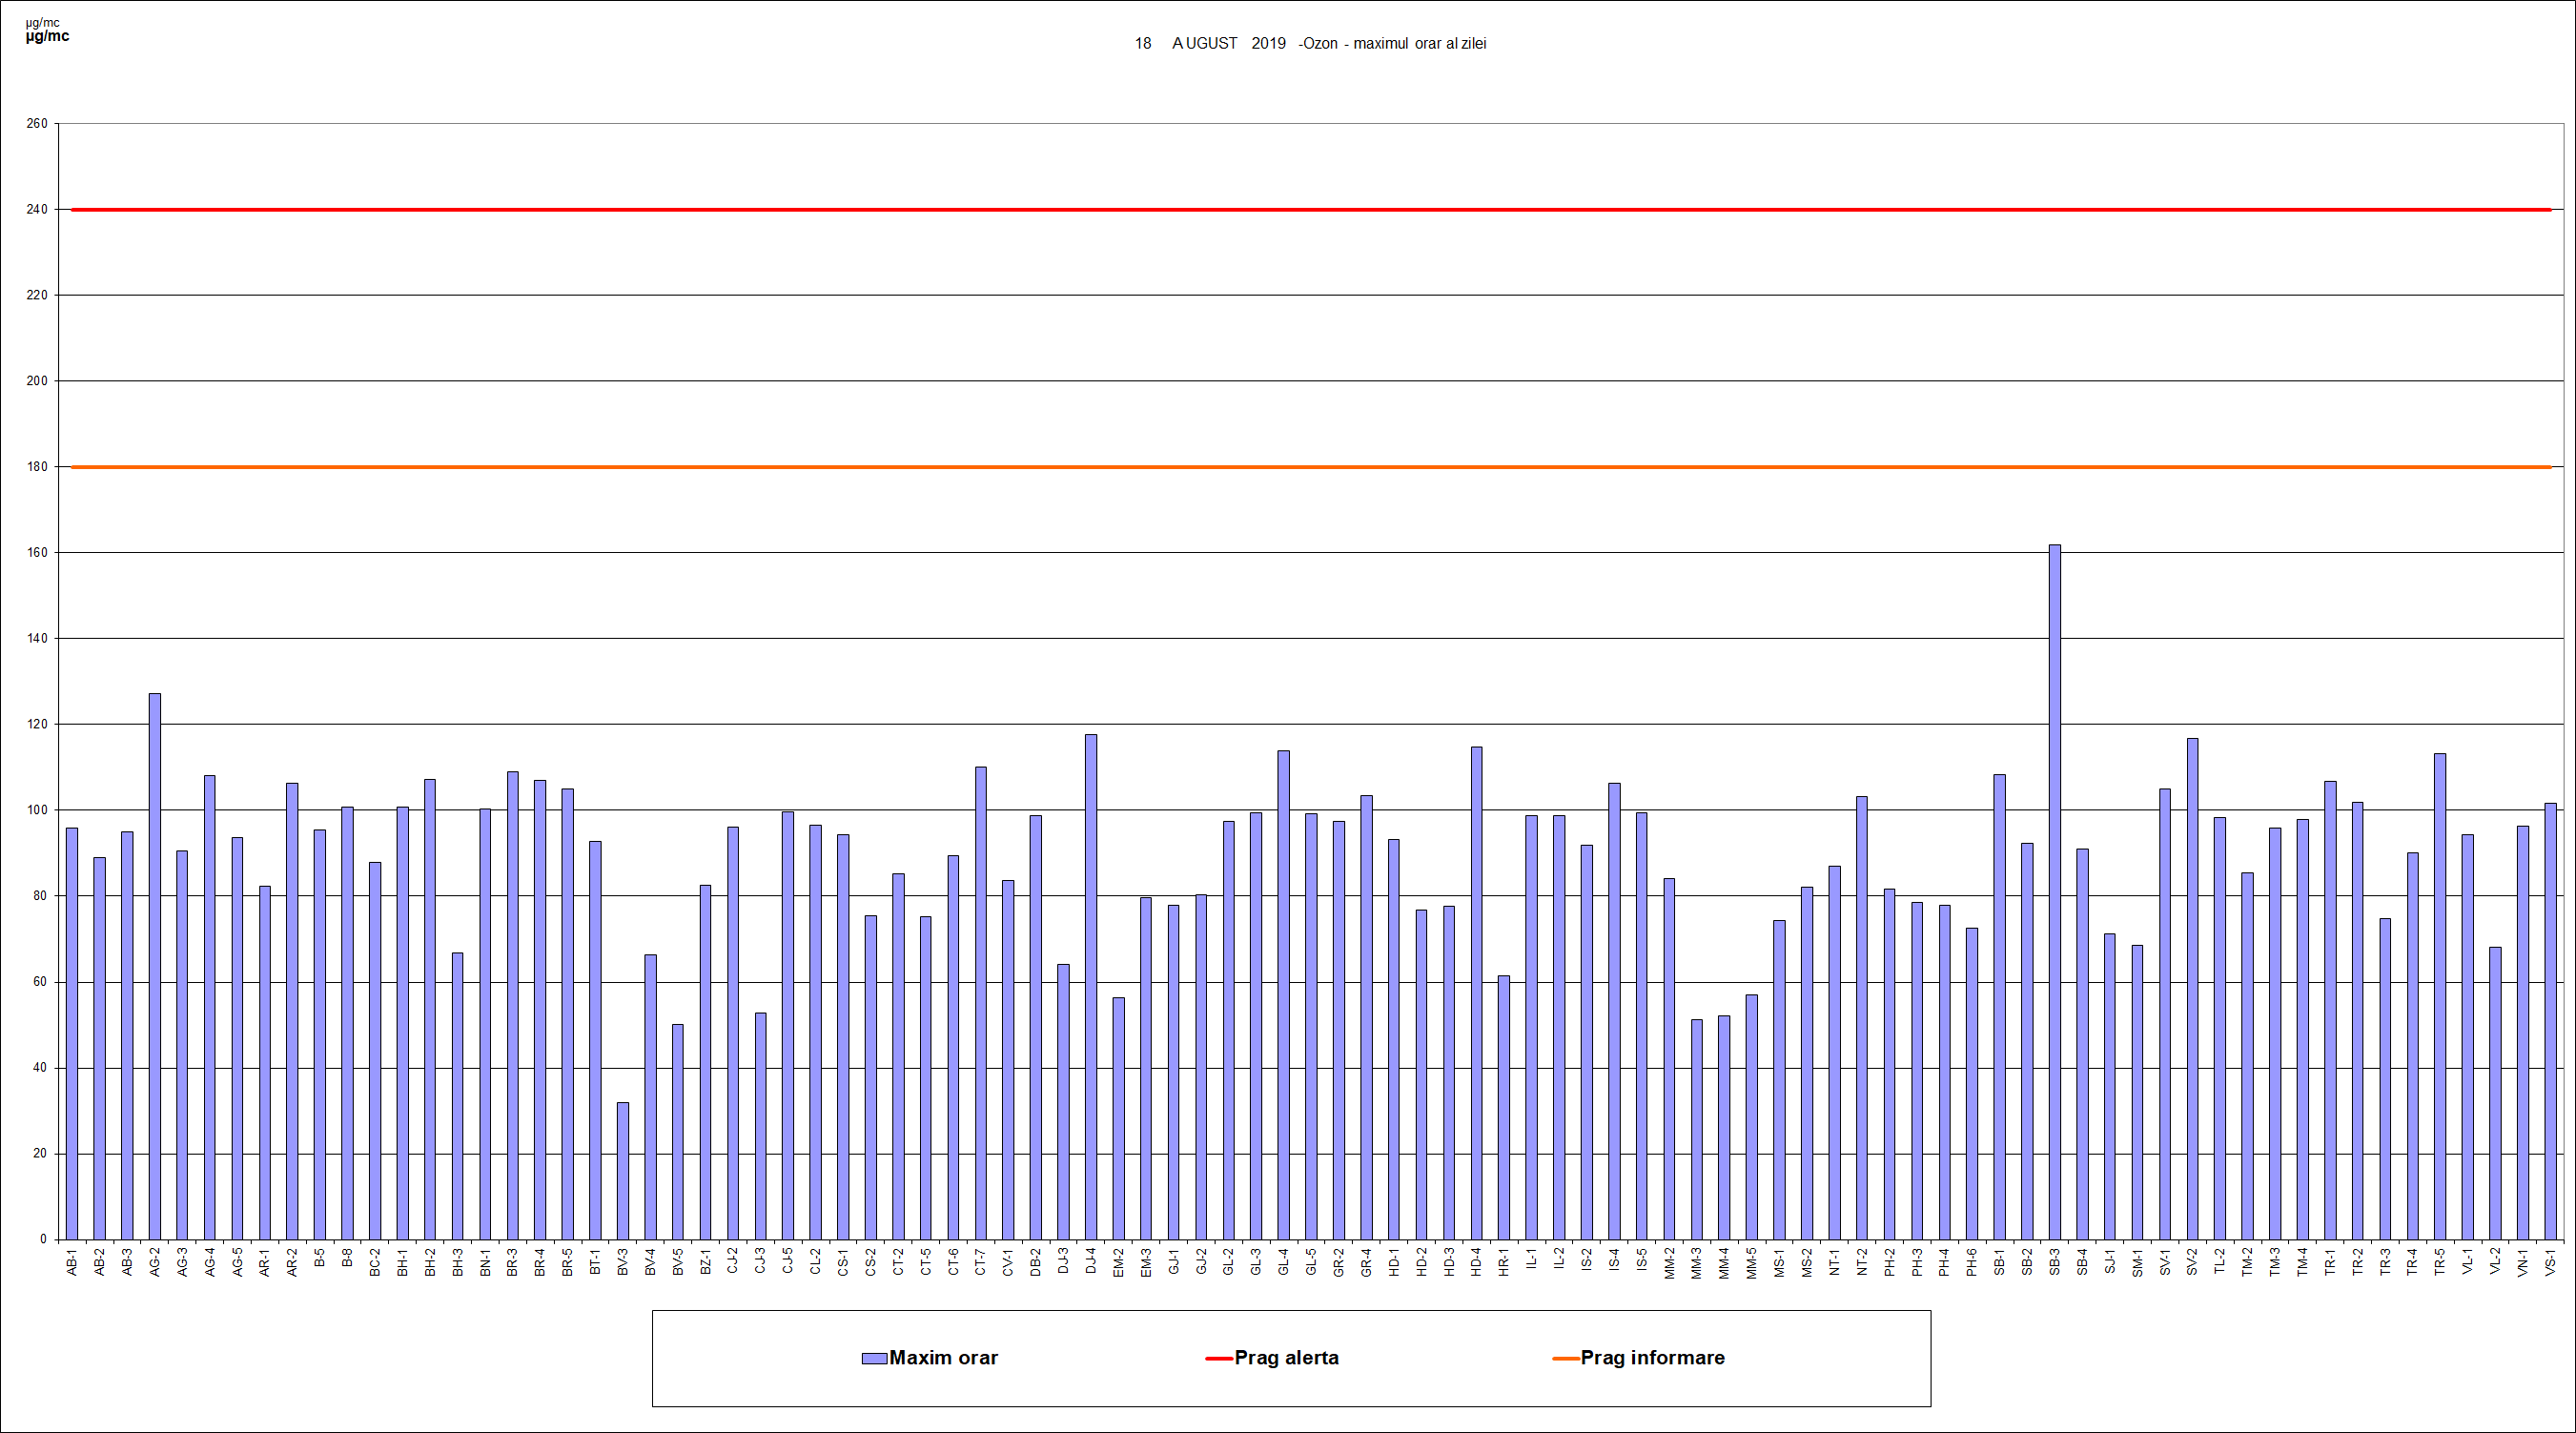 µg/mc
µg/mc
18 AUGUST 2019 -Ozon - maximul orar al zilei
260
240
220
200
180
160
140
120
100
80
60
40
20
0
AB-1 AB-2 AB-3 AG-2 AG-3 AG-4 AG-5 AR-1 AR-2 B-5 B-8 BC-2 BH-1 BH-2 BH-3 BN-1 BR-3 BR-4 BR-5 BT-1 BV-3 BV-4 BV-5 BZ-1 CJ-2 CJ-3 CJ-5 CL-2 CS-1 CS-2 CT-2 CT-5 CT-6 CT-7 CV-1 DB-2 DJ-3 DJ-4 EM-2 EM-3 GJ-1 GJ-2 GL-2 GL-3 GL-4 GL-5 GR-2 GR-4 HD-1 HD-2 HD-3 HD-4 HR-1 IL-1 IL-2 IS-2 IS-4 IS-5 MM-2 MM-3 MM-4 MM-5 MS-1 MS-2 NT-1 NT-2 PH-2 PH-3 PH-4 PH-6 SB-1 SB-2 SB-3 SB-4 SJ-1 SM-1 SV-1 SV-2 TL-2 TM-2 TM-3 TM-4 TR-1 TR-2 TR-3 TR-4 TR-5 VL-1 VL-2 VN-1 VS-1
Maxim orar Prag alerta Prag informare